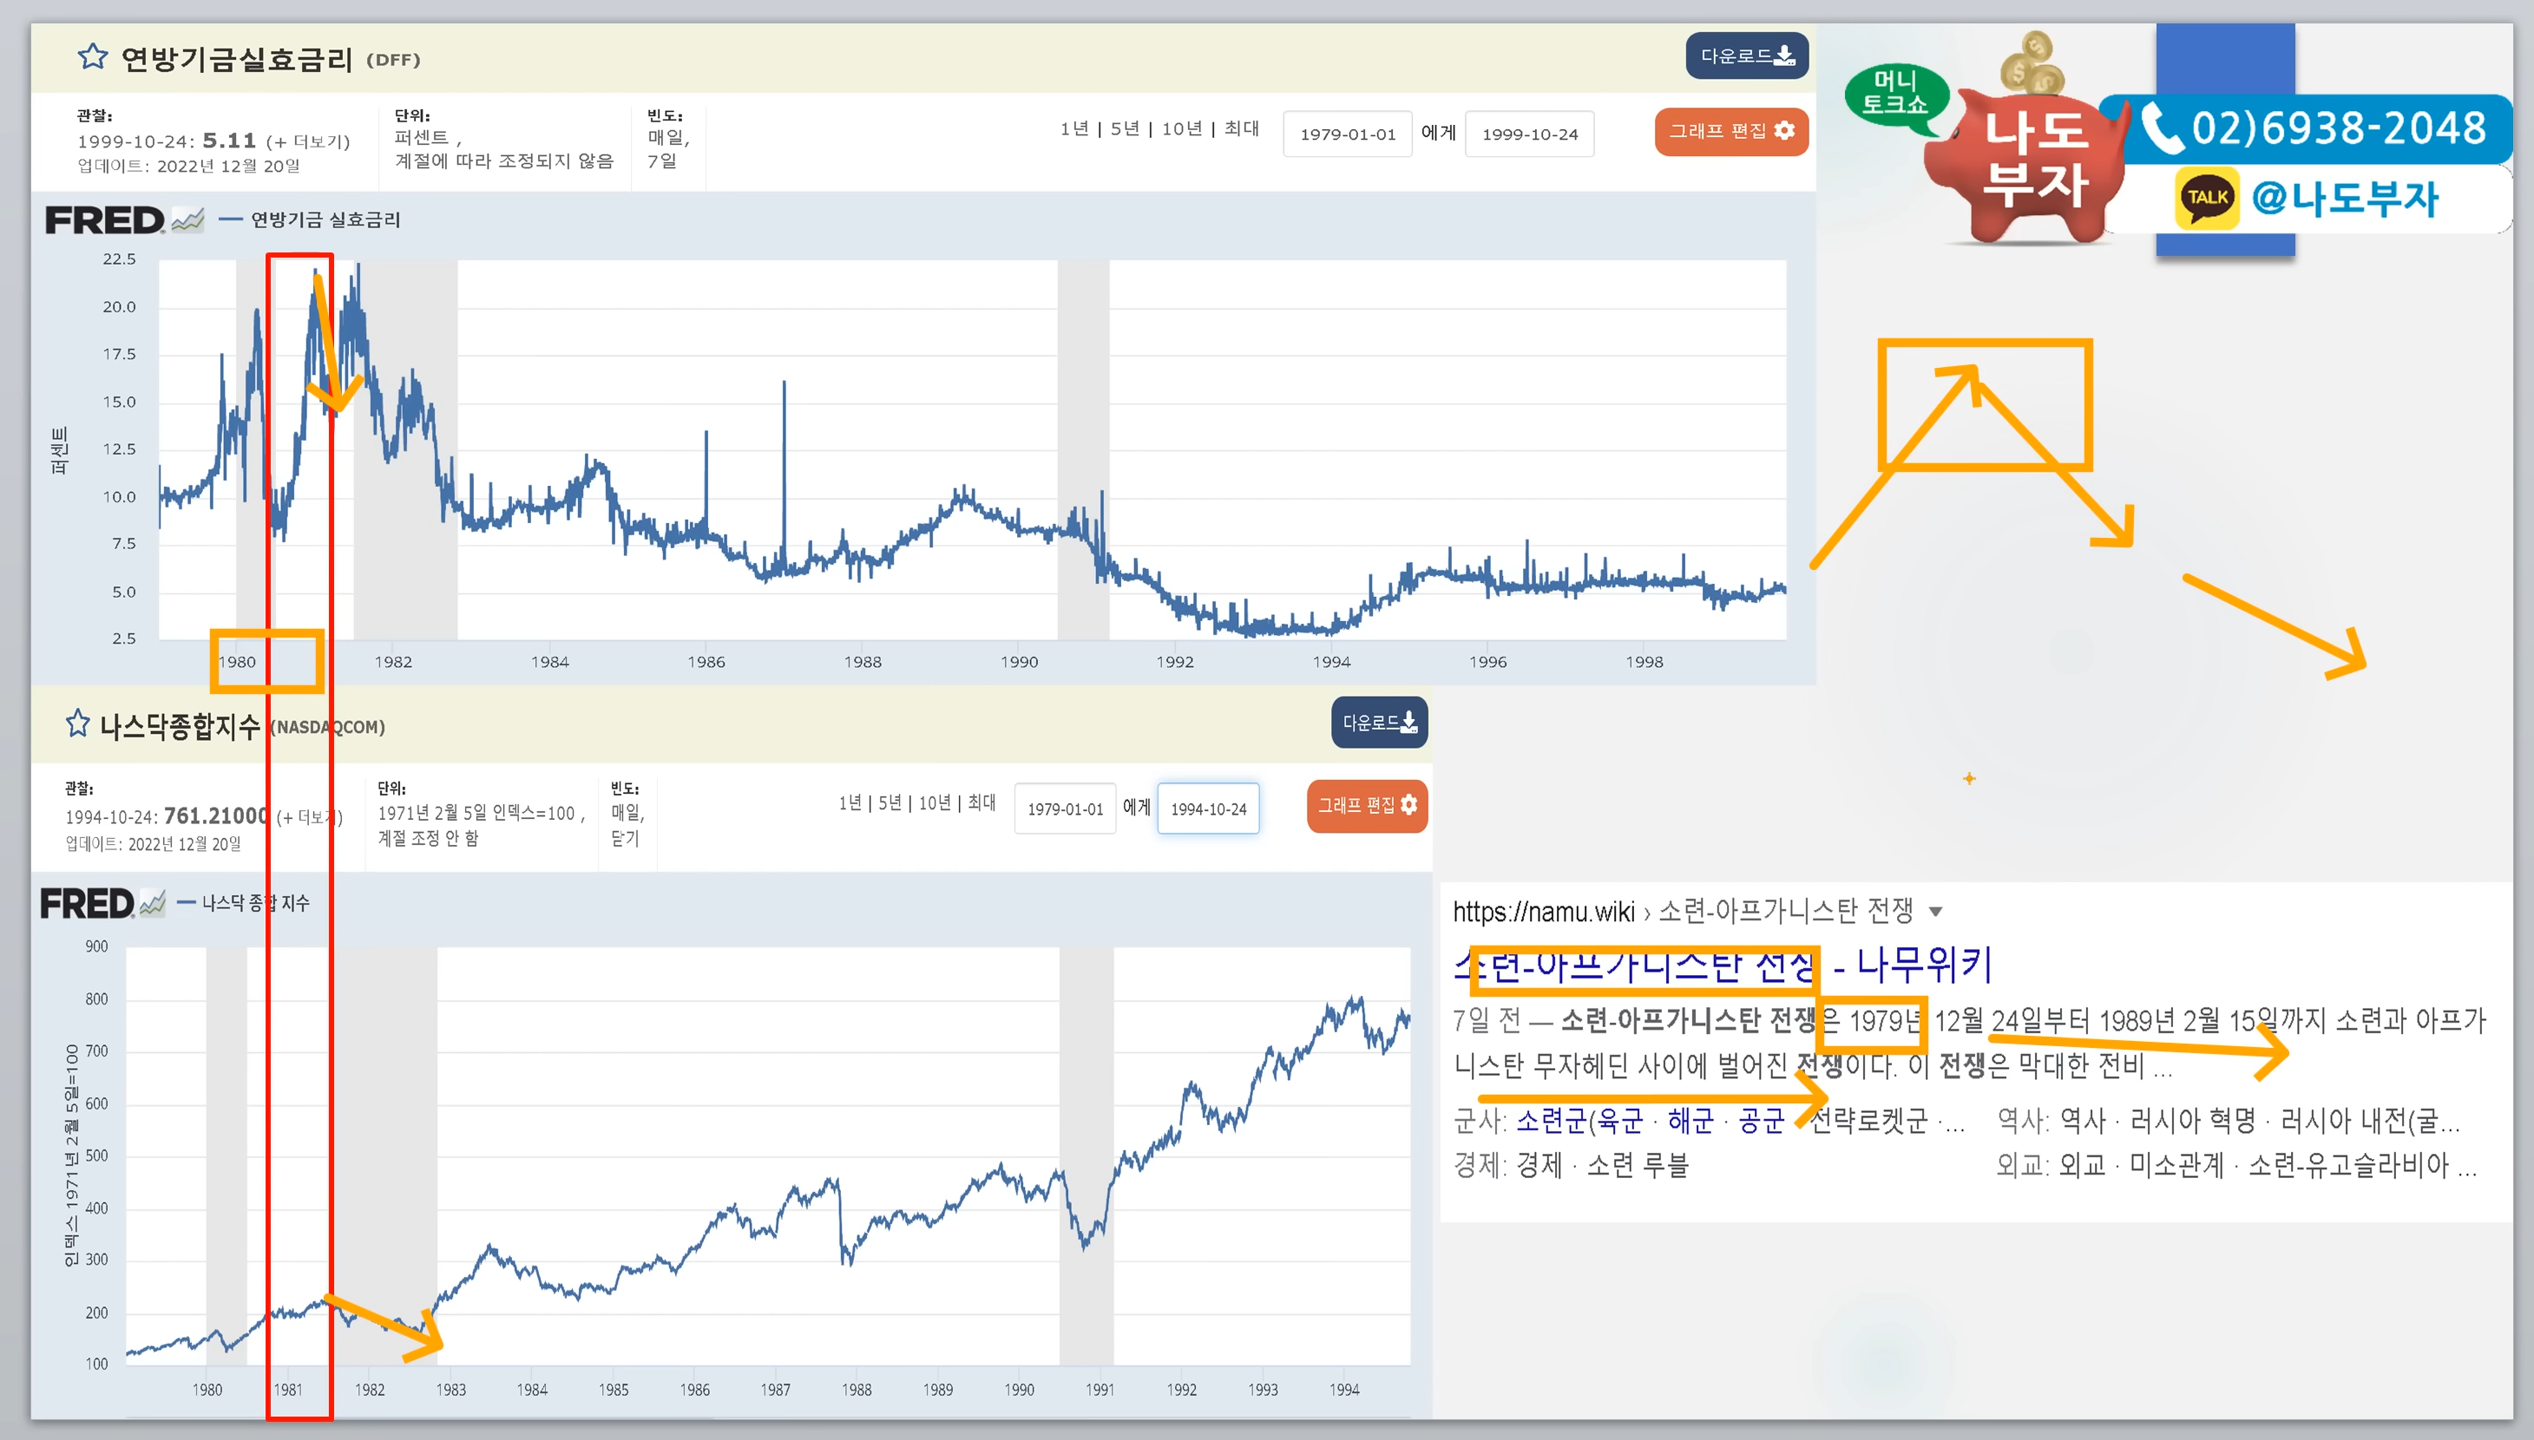 연방기금실효금리 (DFF)
다운로드
관찰:
1999-10-24: 5.11 (+ 더보기)
업데이트: 2022년 12월 20일
단위:
퍼센트 ,
계절에 따라 조정되지 않음
빈도:
매일,
7일
1년 | 5년 | 10년 | 최대
1979-01-01 에게 1999-10-24
그래프 편집
머니
토크쇼
나도
부자
02)6938-2048
TALK @나도부자
FRED 연방기금 실효금리
퍼센트
22.5
20.0
17.5
15.0
12.5
10.0
7.5
5.0
2.5
1980 1982 1984 1986 1988 1990 1992 1994 1996 1998
나스닥종합지수 (NASDAQCOM)
다운로드
관찰:
1994-10-24: 761.21000 (+ 더보기)
업데이트: 2022년 12월 20일
단위:
1971년 2월 5일 인덱스=100 ,
계절 조정 안 함
빈도:
매일,
닫기
1년 | 5년 | 10년 | 최대
1979-01-01 에게 1994-10-24
그래프 편집
FRED 나스닥 종합 지수
인덱스 1971년 2월 5일=100
900
800
700
600
500
400
300
200
100
1980 1981 1982 1983 1984 1985 1986 1987 1988 1989 1990 1991 1992 1993 1994
https://namu.wiki › 소련-아프가니스탄 전쟁
소련-아프가니스탄 전쟁 - 나무위키
7일 전 — 소련-아프가니스탄 전쟁은 1979년 12월 24일부터 1989년 2월 15일까지 소련과 아프가
니스탄 무자헤딘 사이에 벌어진 전쟁이다. 이 전쟁은 막대한 전비 ...
군사: 소련군(육군 · 해군 · 공군 · 전략로켓군 ·...
역사: 역사 · 러시아 혁명 · 러시아 내전(굴...
경제: 경제 · 소련 루블
외교: 외교 · 미소관계 · 소련-유고슬라비아 ...